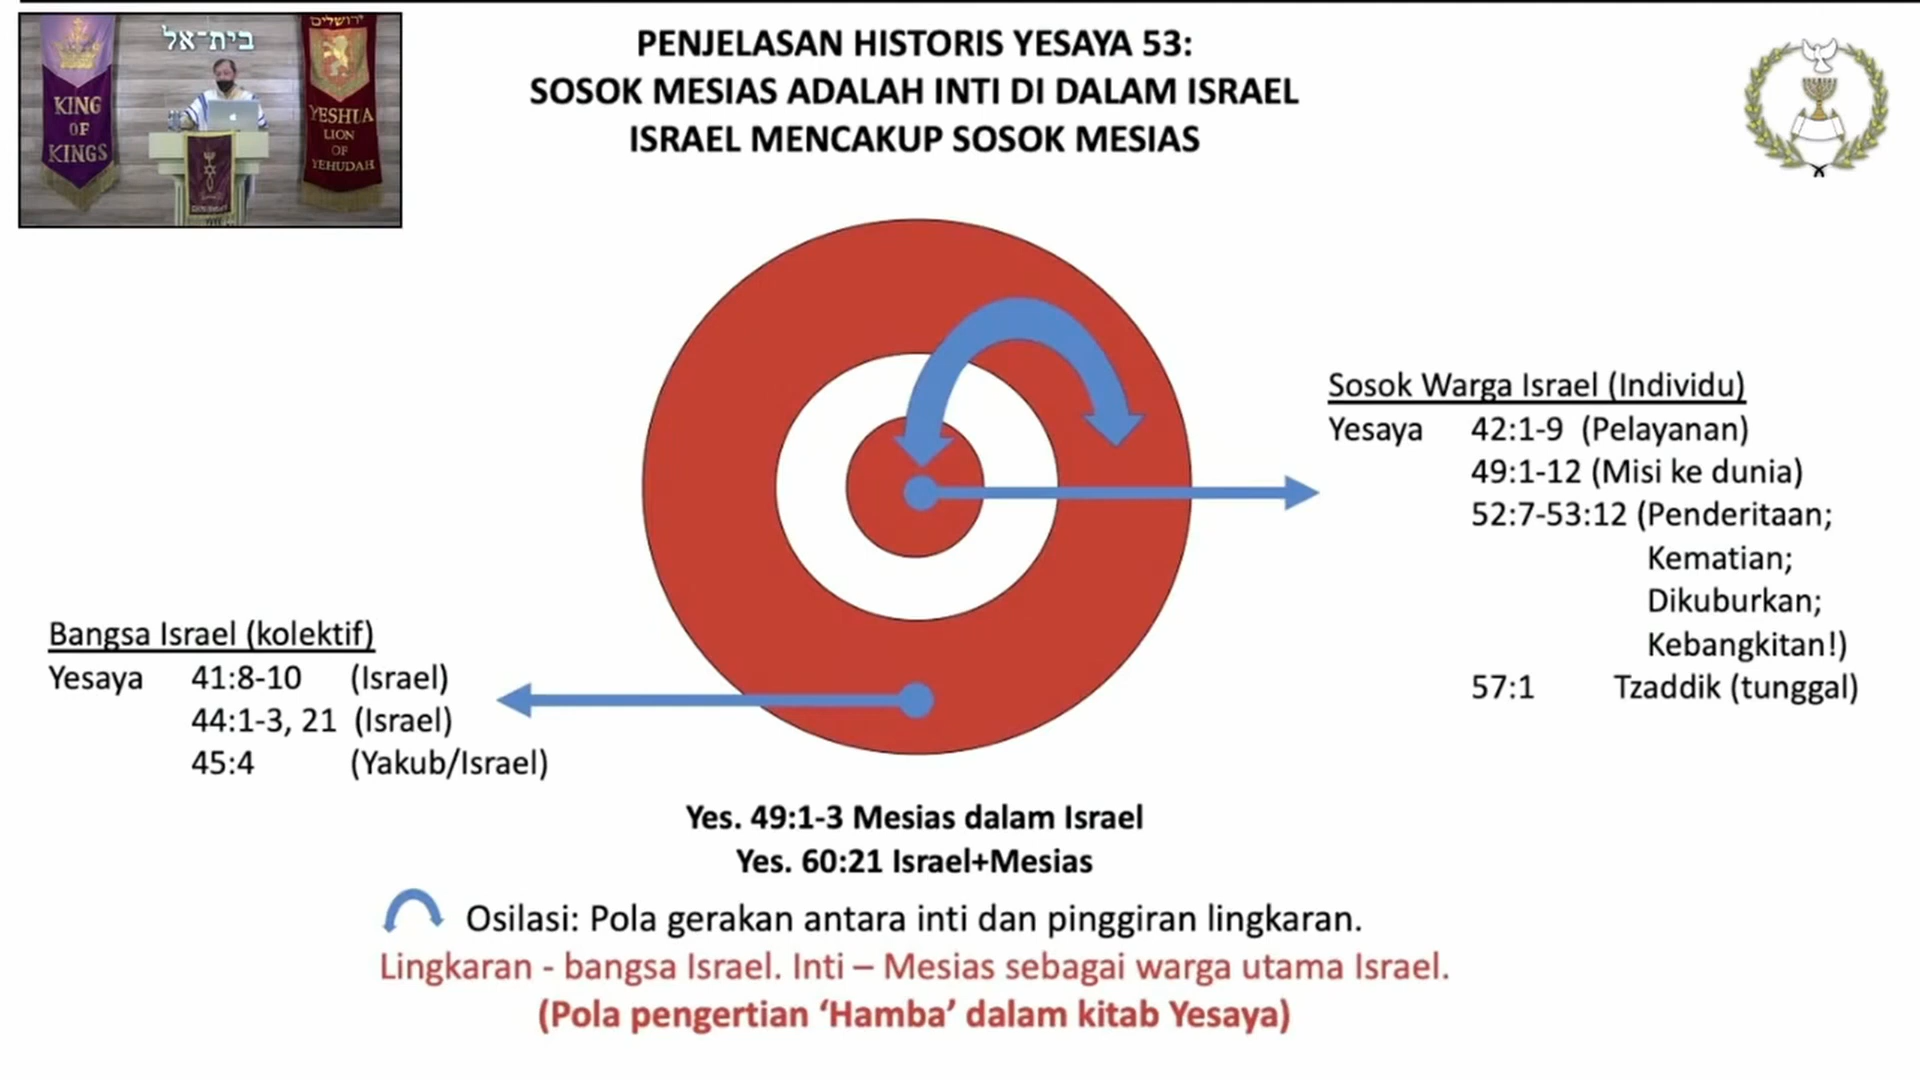 ירושלים
בית־אל
KING
OF
KINGS
YESHUA
LION
OF
YEHUDAH
PENJELASAN HISTORIS YESAYA 53:
SOSOK MESIAS ADALAH INTI DI DALAM ISRAEL
ISRAEL MENCAKUP SOSOK MESIAS
Sosok Warga Israel (Individu)
Yesaya 42:1-9 (Pelayanan)
49:1-12 (Misi ke dunia)
52:7-53:12 (Penderitaan;
Kematian;
Dikuburkan;
Kebangkitan!)
57:1 Tzaddik (tunggal)
Bangsa Israel (kolektif)
Yesaya 41:8-10 (Israel)
44:1-3, 21 (Israel)
45:4 (Yakub/Israel)
Yes. 49:1-3 Mesias dalam Israel
Yes. 60:21 Israel+Mesias
Osilasi: Pola gerakan antara inti dan pinggiran lingkaran.
Lingkaran - bangsa Israel. Inti – Mesias sebagai warga utama Israel.
(Pola pengertian ‘Hamba’ dalam kitab Yesaya)